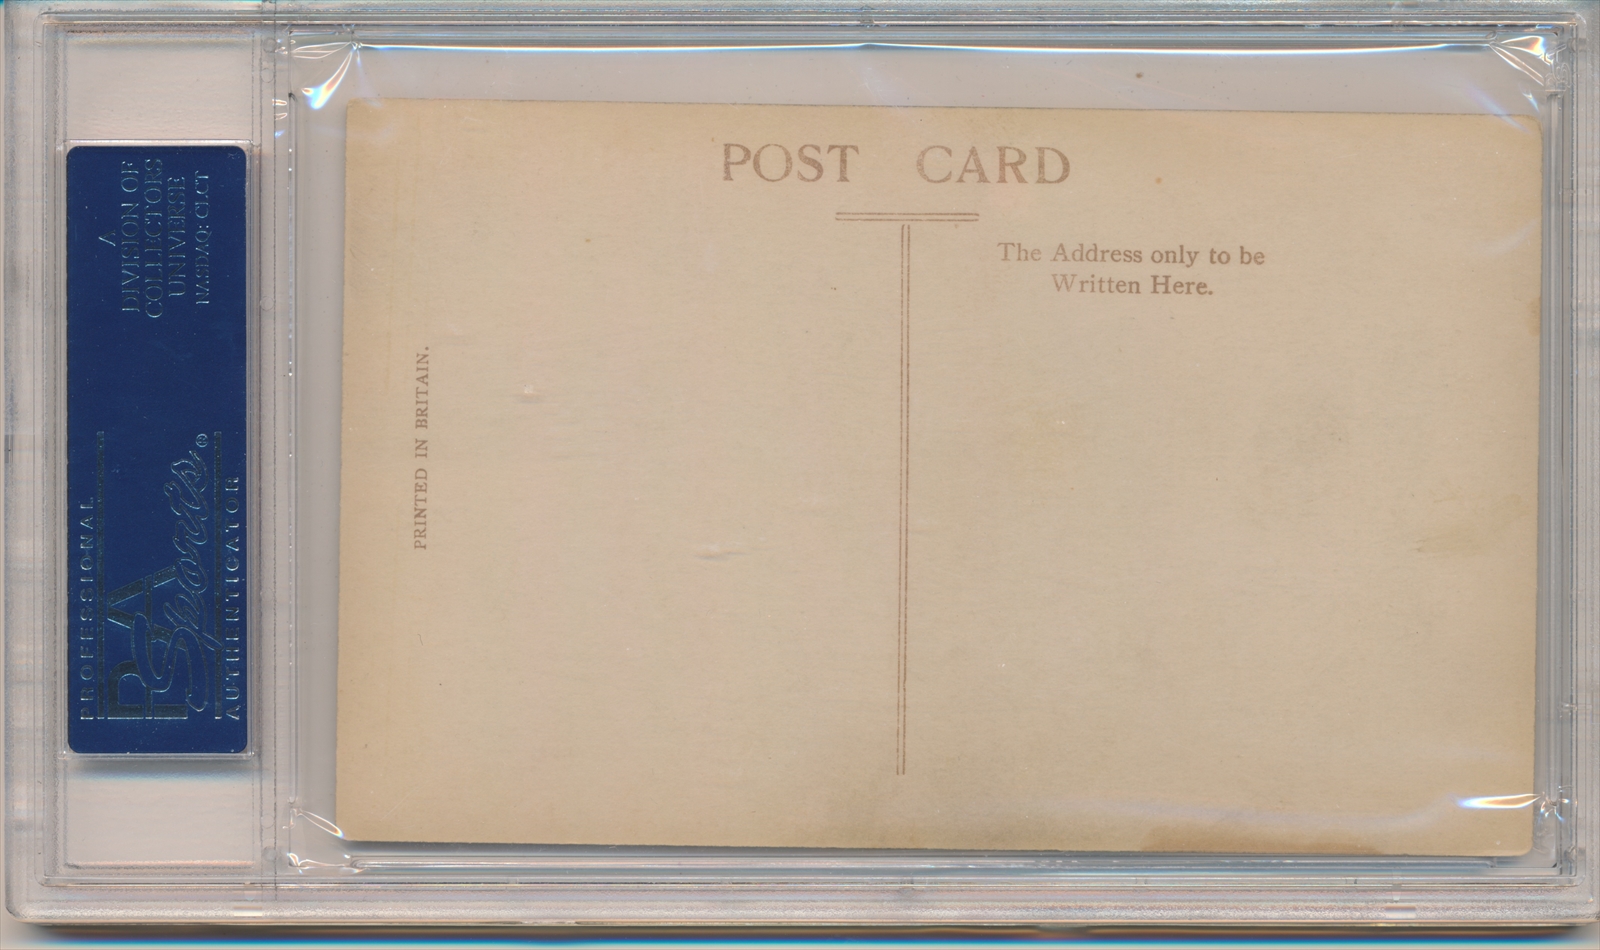 POST CARD
The Address only to be
Written Here.
PRINTED IN BRITAIN.
A
DIVISION OF
COLLECTORS
UNIVERSE
NASDAQ: CLCT
PROFESSIONAL
PSA
Sports®
AUTHENTICATOR